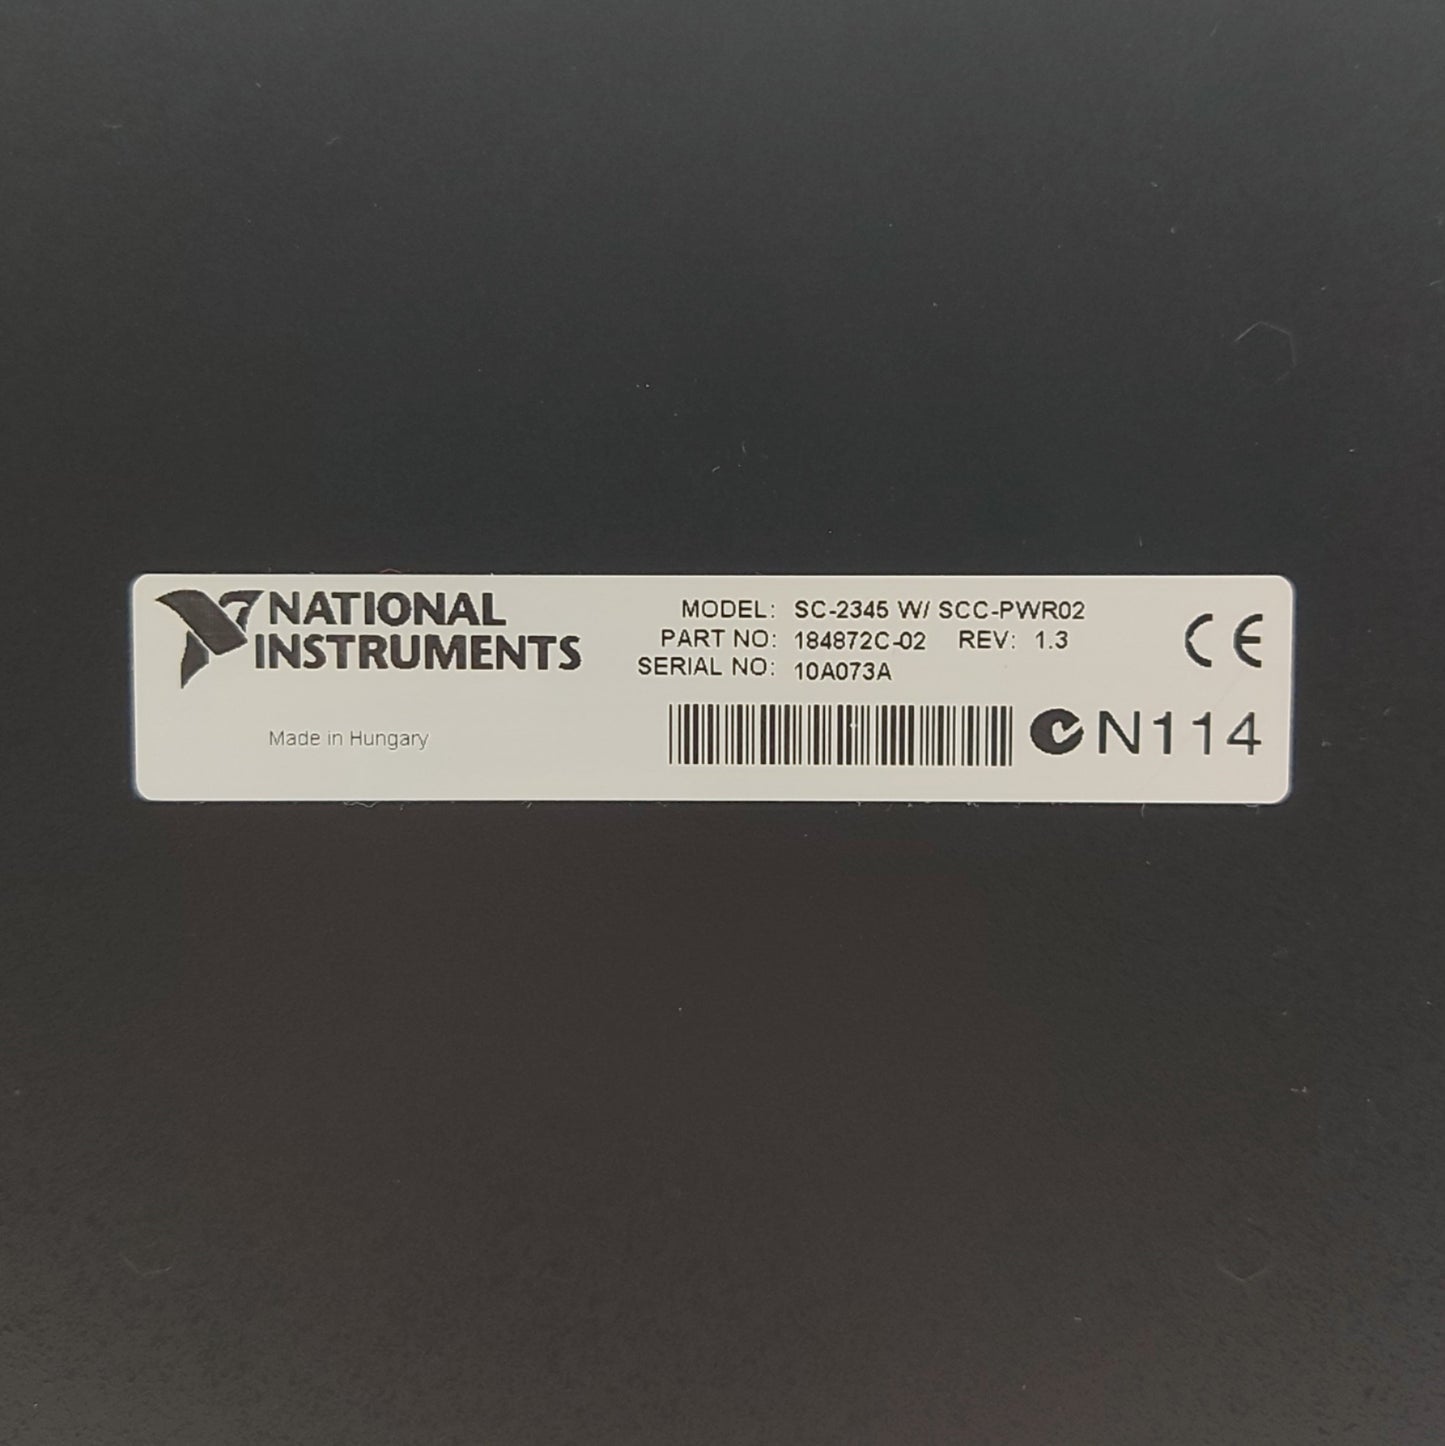 NATIONAL
INSTRUMENTS
Made in Hungary
MODEL: SC-2345 W/ SCC-PWR02
PART NO: 184872C-02 REV: 1.3
SERIAL NO: 10A073A
CE
N114